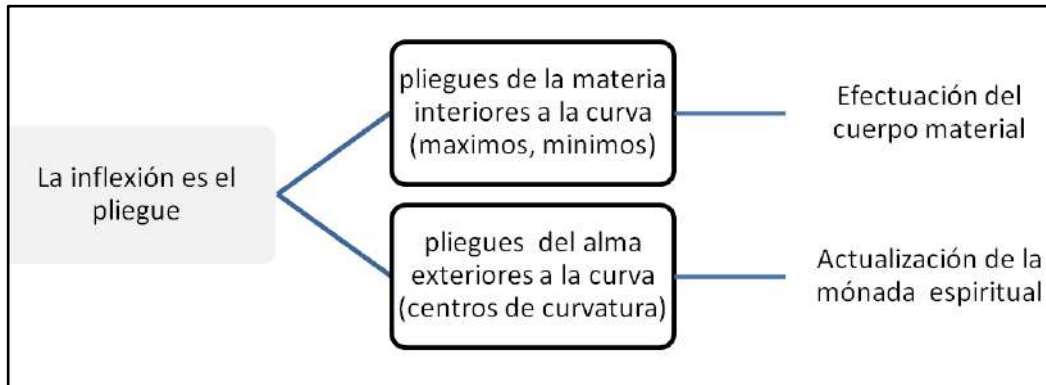 La inflexión es el
pliegue
pliegues de la materia
interiores a la curva
(maximos, minimos)
Efectuación del
cuerpo material
pliegues del alma
exteriores a la curva
(centros de curvatura)
Actualización de la
mónada espiritual